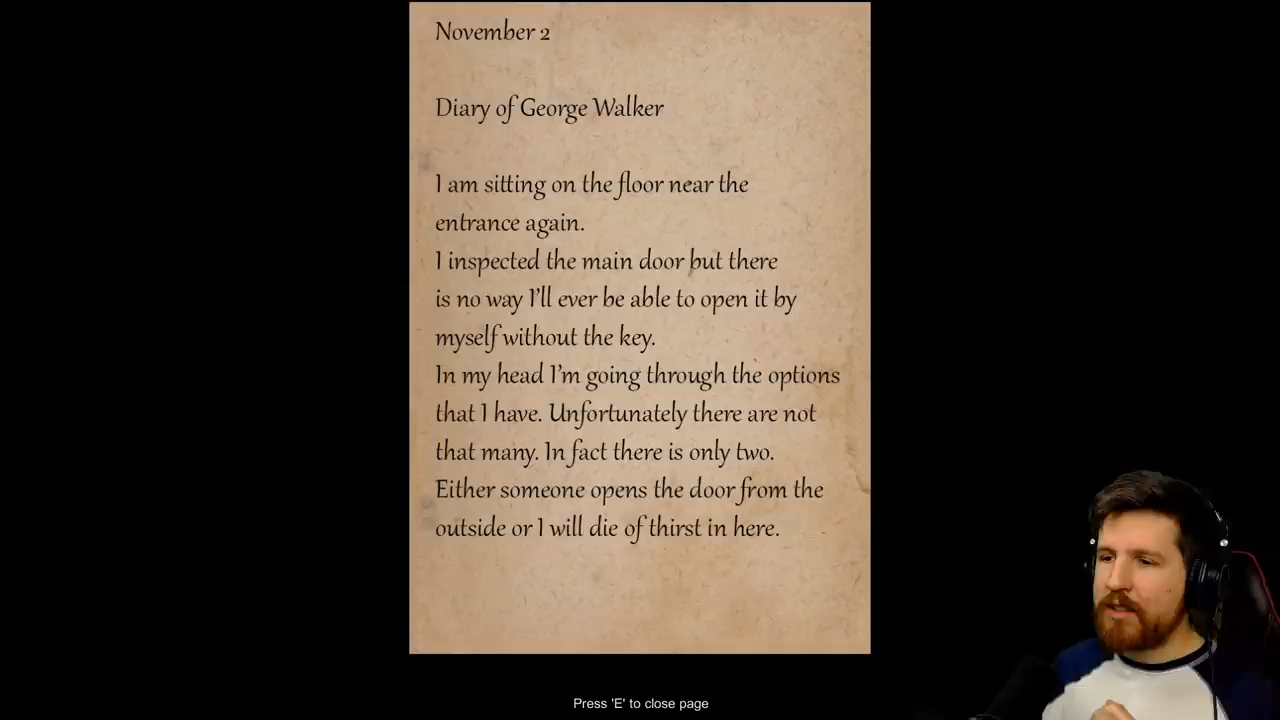 November 2
Diary of George Walker
I am sitting on the floor near the
entrance again.
I inspected the main door but there
is no way I'll ever be able to open it by
myself without the key.
In my head I'm going through the options
that I have. Unfortunately there are not
that many. In fact there is only two.
Either someone opens the door from the
outside or I will die of thirst in here.
Press 'E' to close page